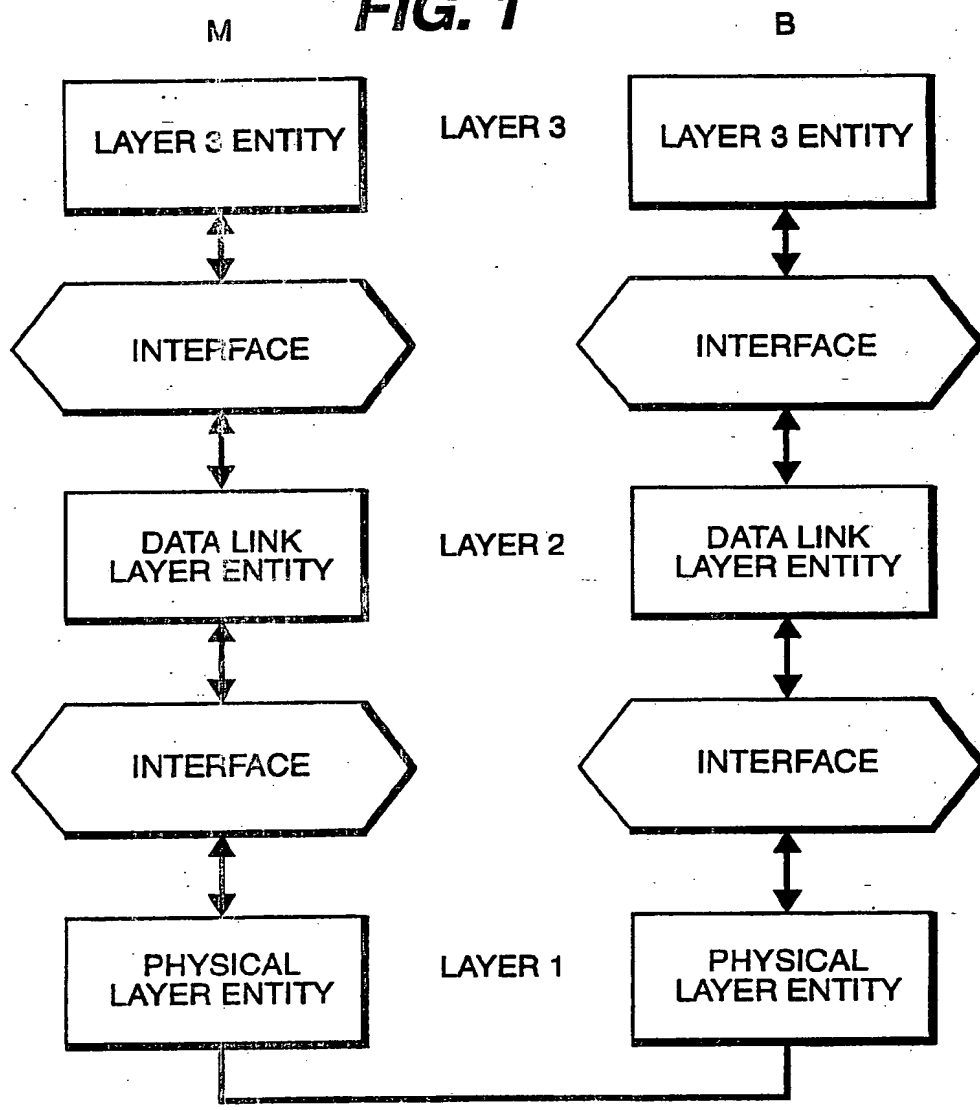 FIG. 1
M
B
LAYER 3 ENTITY
LAYER 3
LAYER 3 ENTITY
INTERFACE
INTERFACE
DATA LINK
LAYER ENTITY
LAYER 2
DATA LINK
LAYER ENTITY
INTERFACE
INTERFACE
PHYSICAL
LAYER ENTITY
LAYER 1
PHYSICAL
LAYER ENTITY